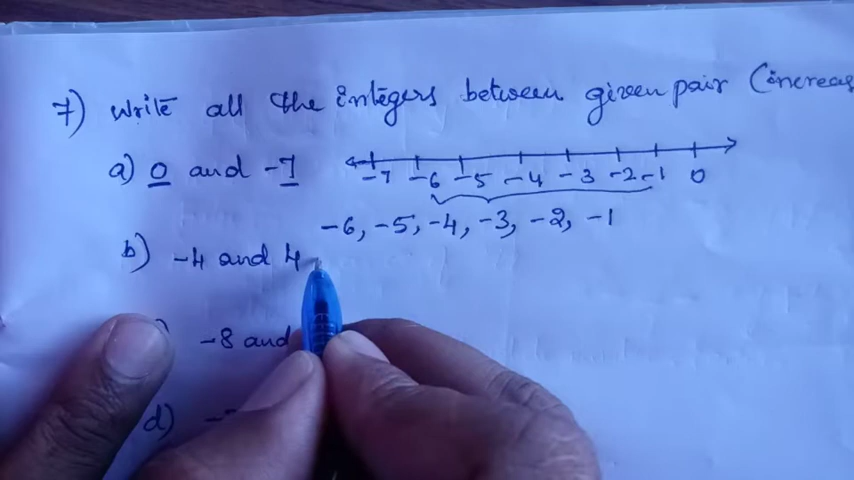 7) Write all the integers between given pair (increas
a) 0 and -7
-7 -6 -5 -4 -3 -2 -1 0
-6, -5, -4, -3, -2, -1
b) -4 and 4
-8 and
d)